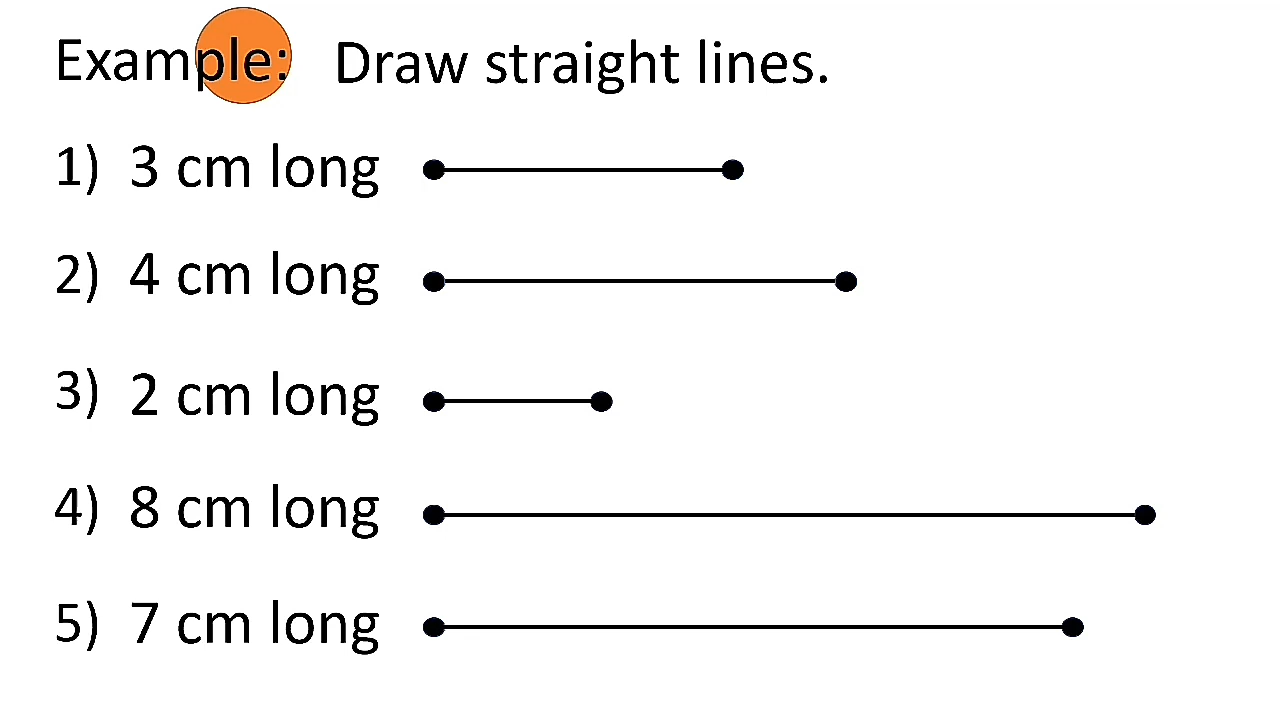 Example: Draw straight lines.
1) 3 cm long
2) 4 cm long
3) 2 cm long
4) 8 cm long
5) 7 cm long